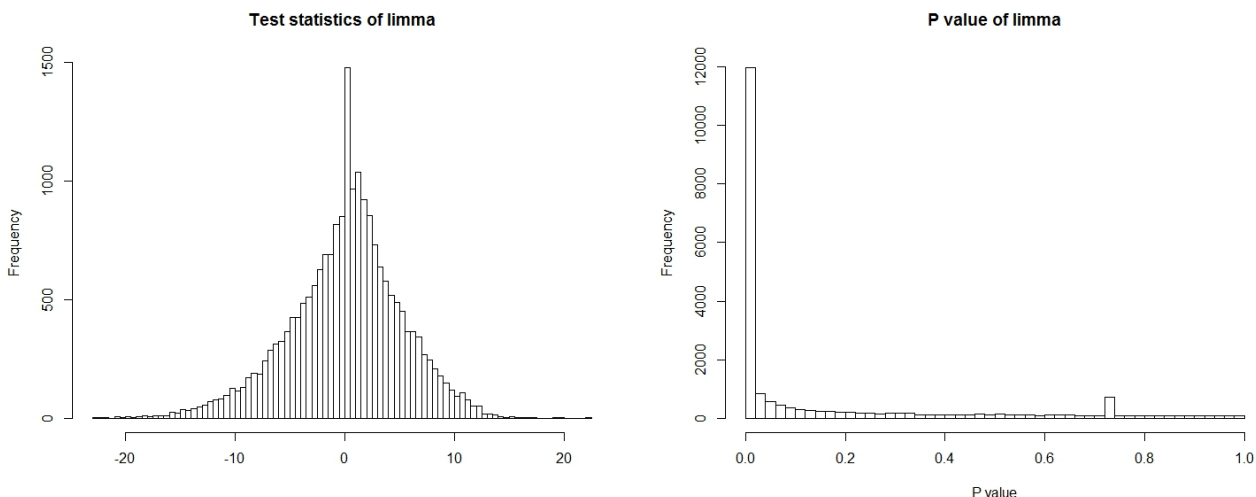 Test statistics of limma
Frequency
1500
1000
500
0
-20 -10 0 10 20
P value of limma
Frequency
12000
10000
8000
6000
4000
2000
0
0.0 0.2 0.4 0.6 0.8 1.0
P value